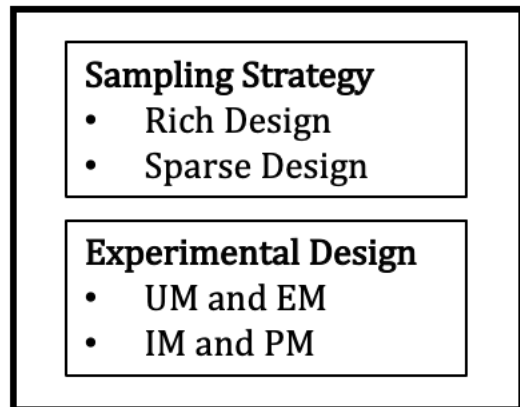 Sampling Strategy
• Rich Design
• Sparse Design
Experimental Design
• UM and EM
• IM and PM